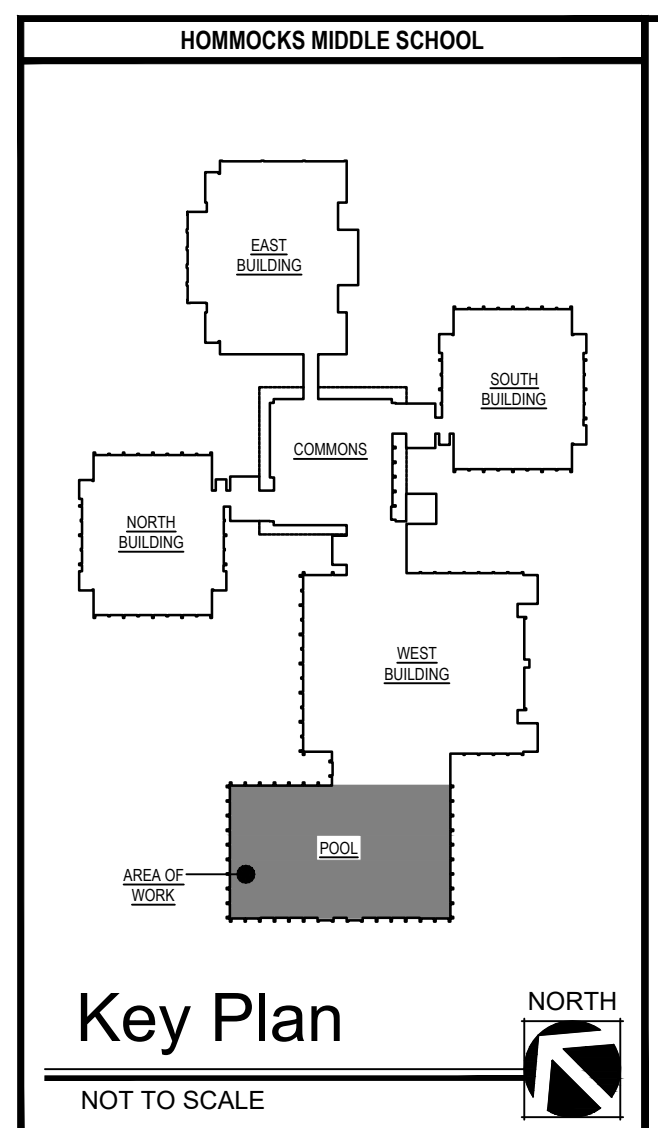 HOMMOCKS MIDDLE SCHOOL
EAST
BUILDING
SOUTH
BUILDING
COMMONS
NORTH
BUILDING
WEST
BUILDING
POOL
AREA OF
WORK
Key Plan
NORTH
NOT TO SCALE